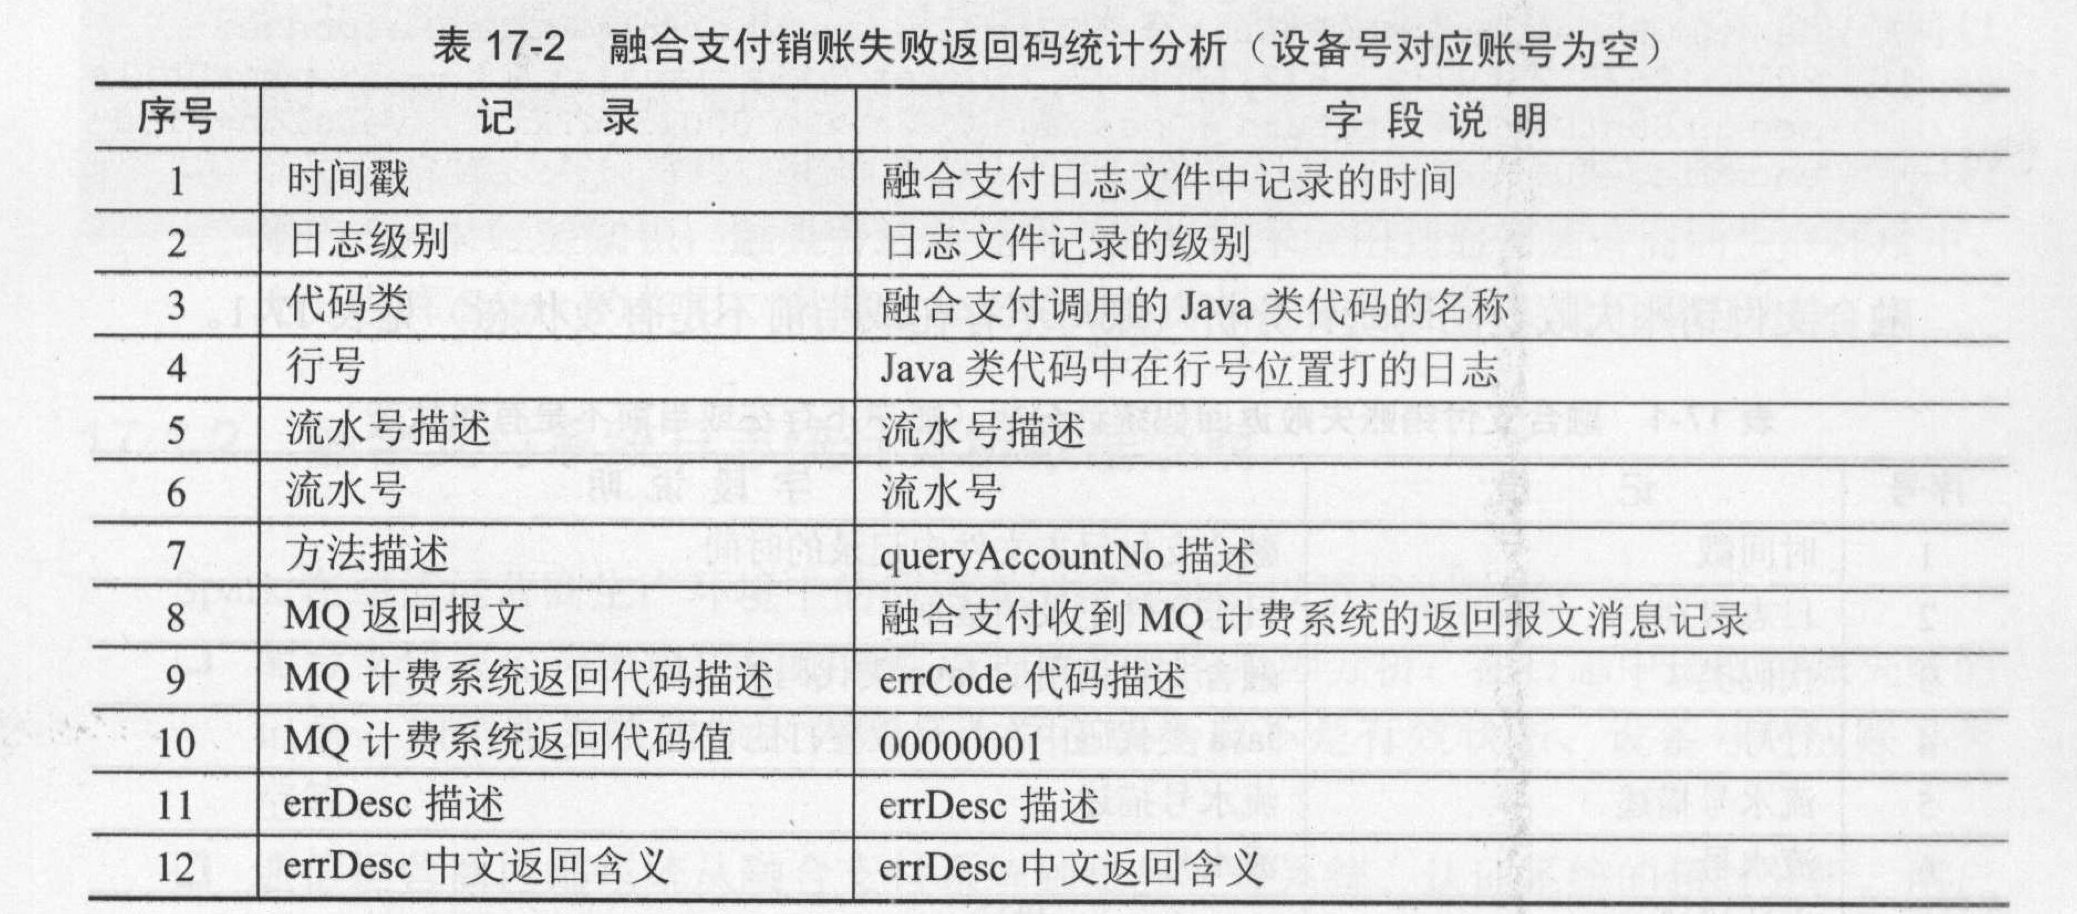 表 17-2 融合支付销账失败返回码统计分析（设备号对应账号为空）
序号 记 录 字 段 说 明
1 时间戳 融合支付日志文件中记录的时间
2 日志级别 日志文件记录的级别
3 代码类 融合支付调用的 Java 类代码的名称
4 行号 Java 类代码中在行号位置打的日志
5 流水号描述 流水号描述
6 流水号 流水号
7 方法描述 queryAccountNo 描述
8 MQ 返回报文 融合支付收到 MQ 计费系统的返回报文消息记录
9 MQ 计费系统返回代码描述 errCode 代码描述
10 MQ 计费系统返回代码值 00000001
11 errDesc 描述 errDesc 描述
12 errDesc 中文返回含义 errDesc 中文返回含义